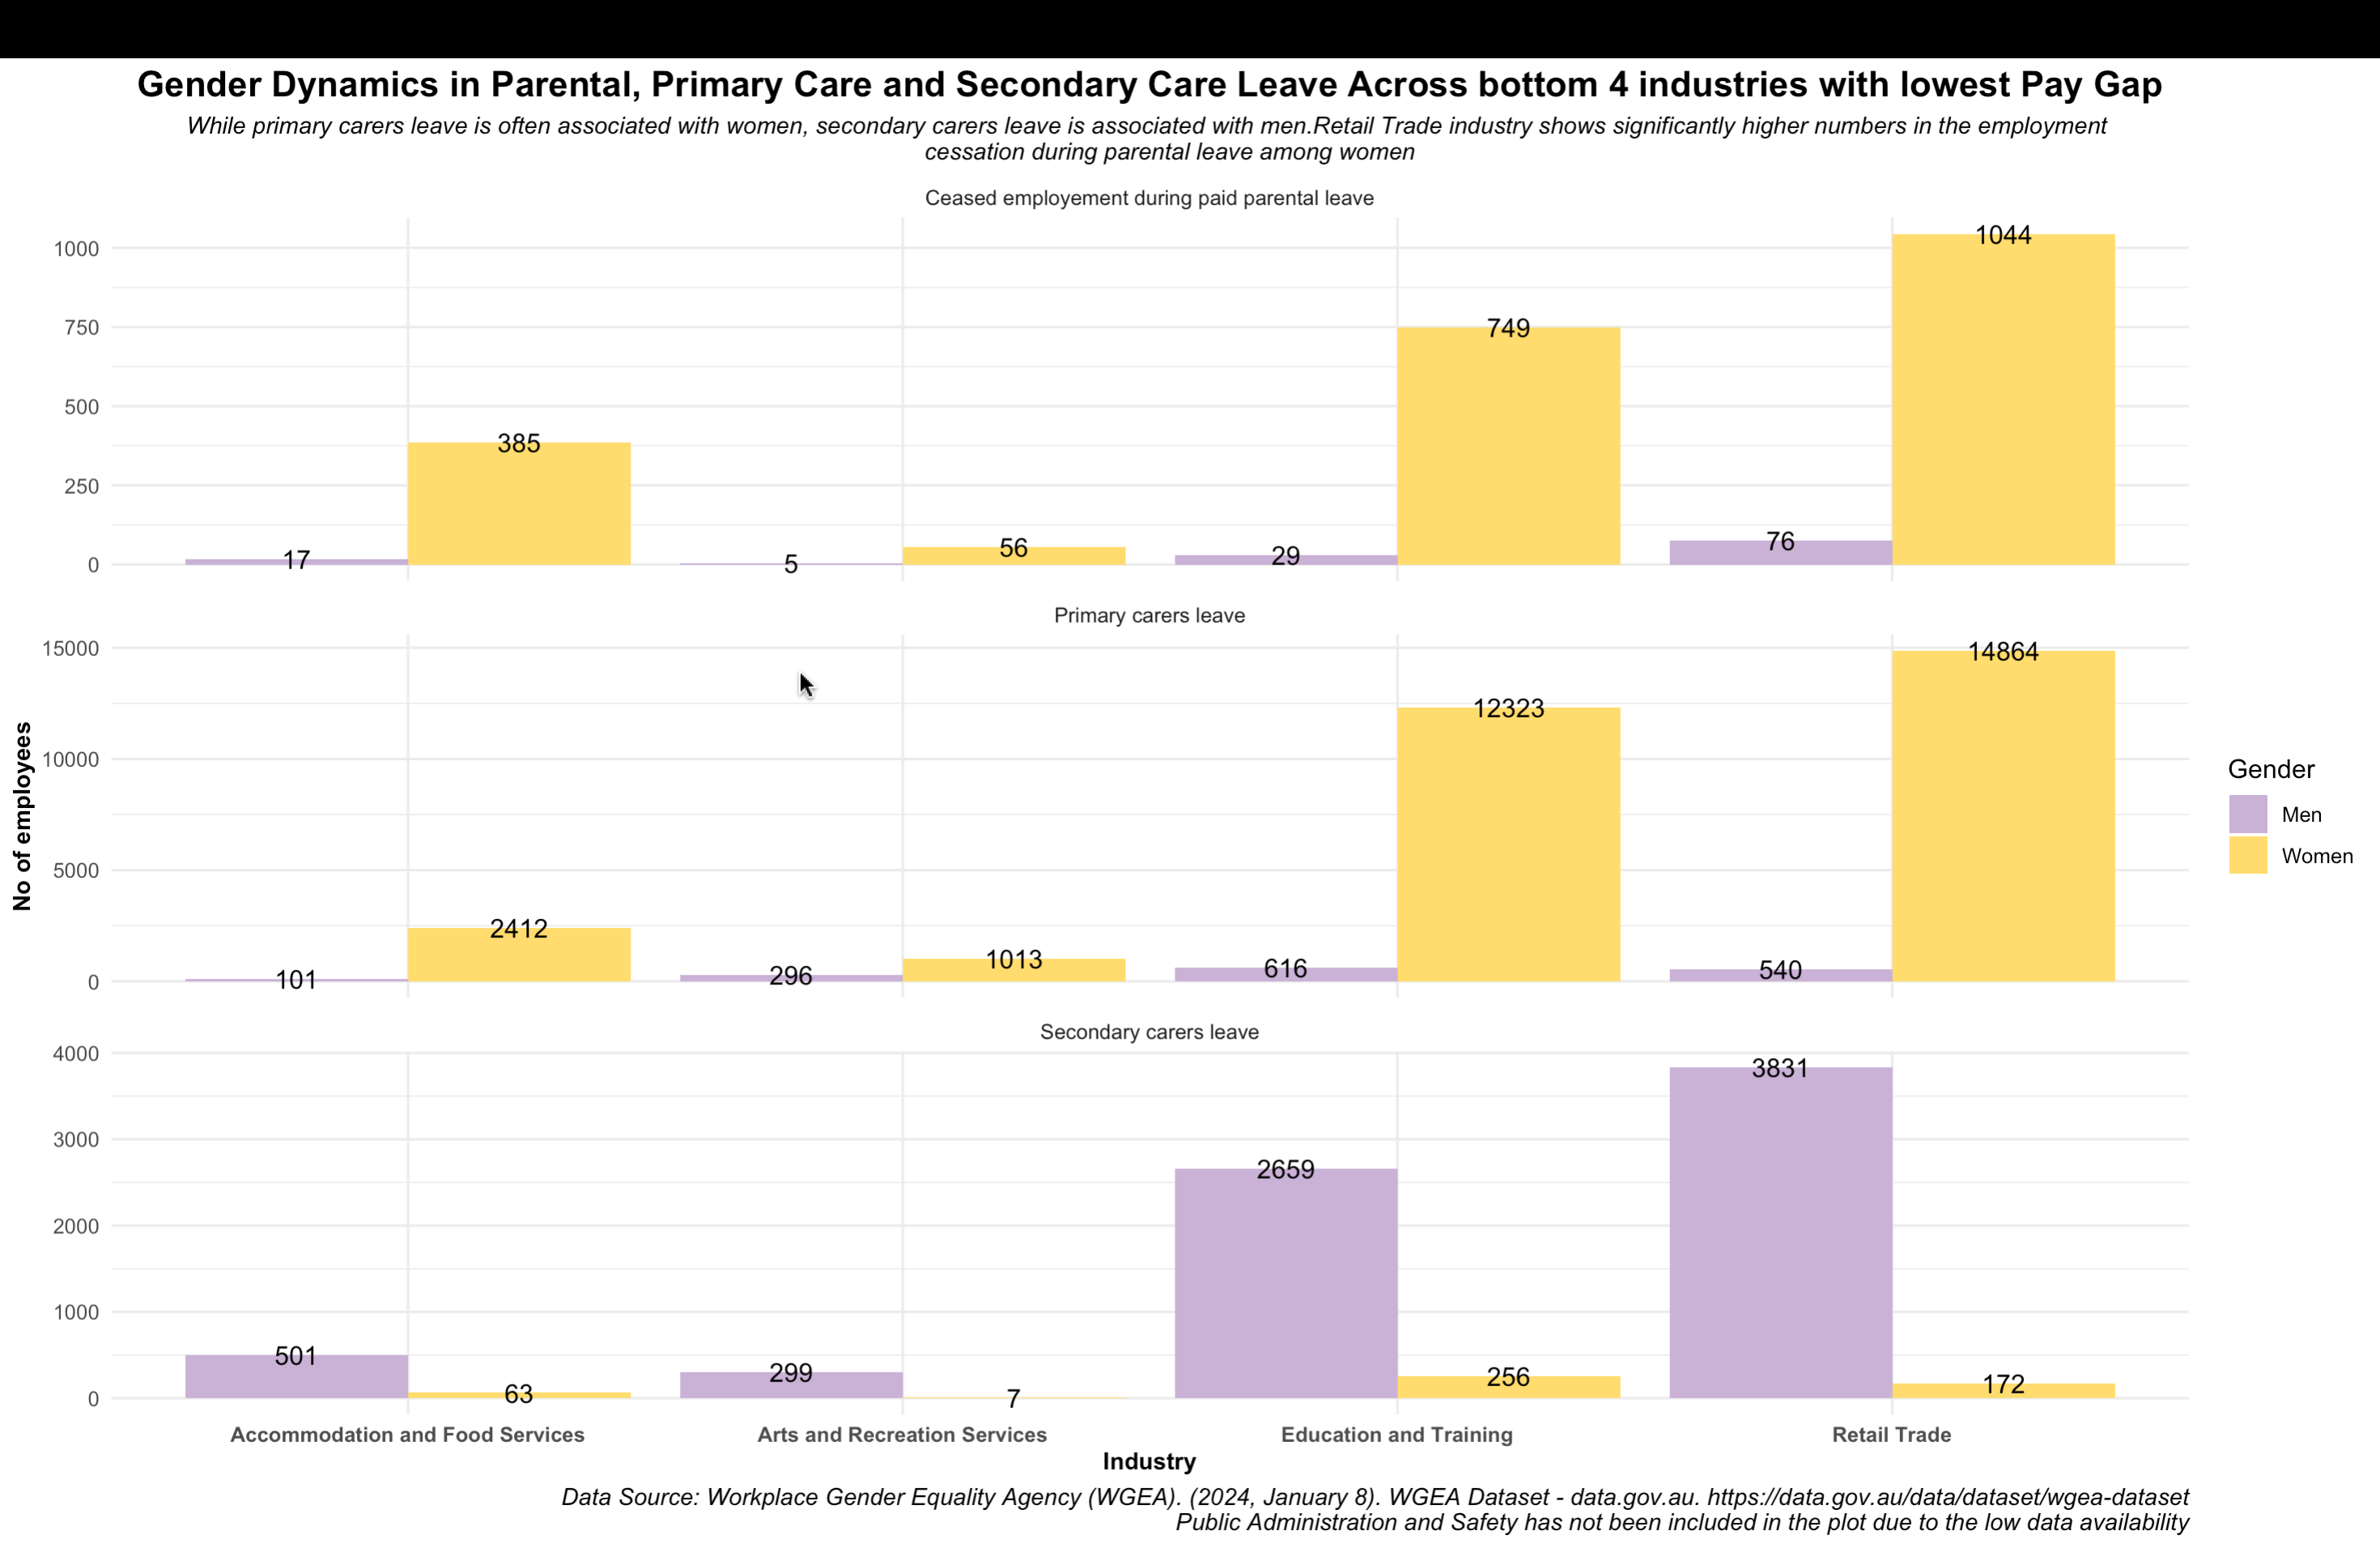 Gender Dynamics in Parental, Primary Care and Secondary Care Leave Across bottom 4 industries with lowest Pay Gap
While primary carers leave is often associated with women, secondary carers leave is associated with men.Retail Trade industry shows significantly higher numbers in the employment
cessation during parental leave among women
Ceased employement during paid parental leave
1000
750
500
250
0
17
385
5
56
29
749
76
1044
Primary carers leave
15000
10000
5000
0
101
2412
296
1013
616
12323
540
14864
No of employees
Gender
Men
Women
Secondary carers leave
4000
3000
2000
1000
0
501
63
299
7
2659
256
3831
172
Accommodation and Food Services
Arts and Recreation Services
Education and Training
Retail Trade
Industry
Data Source: Workplace Gender Equality Agency (WGEA). (2024, January 8). WGEA Dataset - data.gov.au. https://data.gov.au/data/dataset/wgea-dataset
Public Administration and Safety has not been included in the plot due to the low data availability